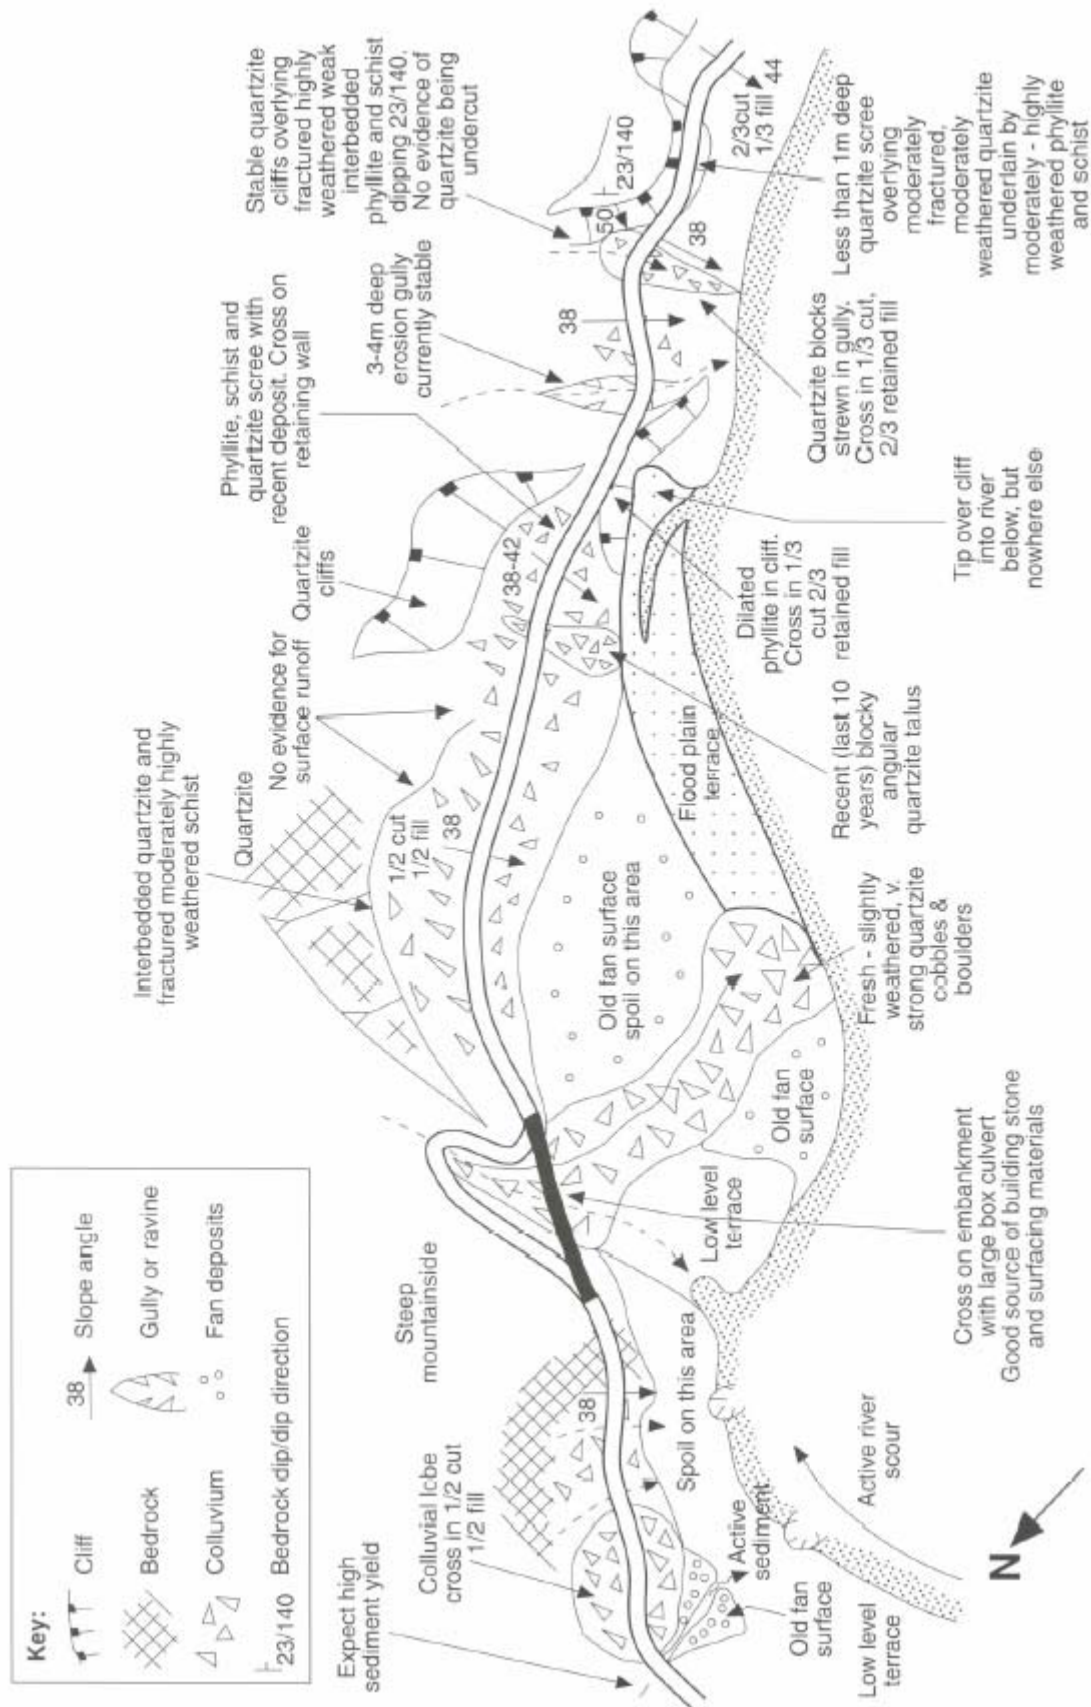 Key:
Cliff
38
Slope angle
Bedrock
Gully or ravine
Colluvium
Fan deposits
23/140
Bedrock dip/dip direction
Interbedded quartzite and
fractured moderately highly
weathered schist
Quartzite
No evidence for
surface runoff
Quartzite
cliffs
Phyllite, schist and
quartzite scree with
recent deposit. Cross on
retaining wall
3-4m deep
erosion gully
currently stable
Stable quartzite
cliffs overlying
fractured highly
weathered weak
interbedded
phyllite and schist
dipping 23/140.
No evidence of
quartzite being
undercut
Expect high
sediment yield
Colluvial lobe
cross in 1/2 cut
1/2 fill
Steep
mountainside
38
1/2 cut
1/2 fill
38
38-42
38
50
23/140
38
2/3cut
1/3 fill
44
Spoil on this area
Active
sediment
Old fan
surface
Low level
terrace
Active river
scour
Low level
terrace
Old fan
surface
Old fan surface
spoil on this area
Flood plain
terrace
Cross on embankment
with large box culvert
Good source of building stone
and surfacing materials
Fresh - slightly
weathered, v.
strong quartzite
cobbles &
boulders
Recent (last 10
years) blocky
angular
quartzite talus
Dilated
phyllite in cliff.
Cross in 1/3
cut 2/3
retained fill
Tip over cliff
into river
below, but
nowhere else
Quartzite blocks
strewn in gully.
Cross in 1/3 cut,
2/3 retained fill
Less than 1m deep
quartzite scree
overlying
moderately
fractured,
moderately
weathered quartzite
underlain by
moderately - highly
weathered phyllite
and schist
N